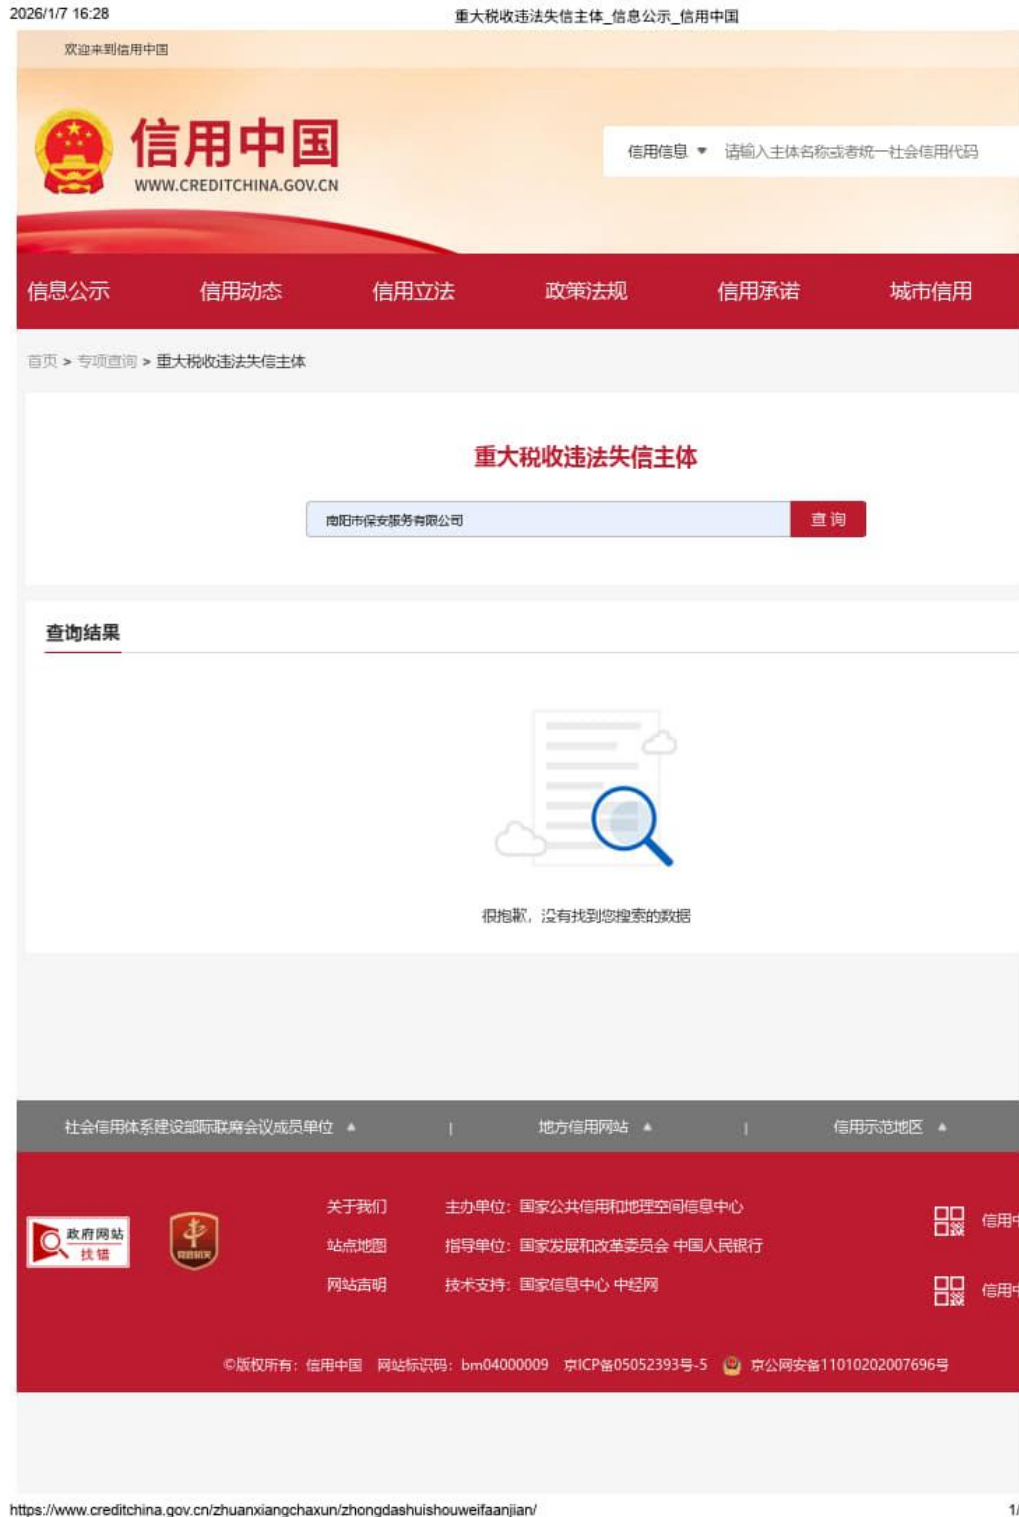 2026/1/7 16:28 重大税收违法失信主体_信息公示_信用中国
欢迎来到信用中国
信用中国
WWW.CREDITCHINA.GOV.CN
信用信息 请输入主体名称或者统一社会信用代码
信息公示 信用动态 信用立法 政策法规 信用承诺 城市信用
首页 > 专项查询 > 重大税收违法失信主体
重大税收违法失信主体
南阳市保安服务有限公司 查询
查询结果
很抱歉，没有找到您搜索的数据
社会信用体系建设部际联席会议成员单位 | 地方信用网站 | 信用示范地区
政府网站
找错
党政机关
关于我们 主办单位：国家公共信用和地理空间信息中心
站点地图 指导单位：国家发展和改革委员会 中国人民银行
网站声明 技术支持：国家信息中心 中经网
信用中
信用中
©版权所有：信用中国 网站标识码：bm04000009 京ICP备05052393号-5 京公网安备11010202007696号
https://www.creditchina.gov.cn/zhuanxiangchaxun/zhongdashuishouweifaanjian/ 1/